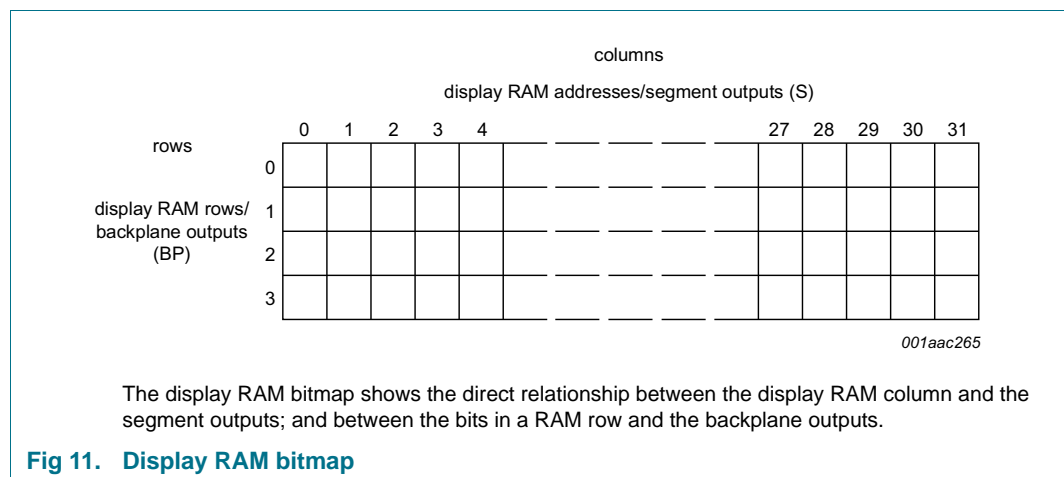 columns
display RAM addresses/segment outputs (S)
0 1 2 3 4 27 28 29 30 31
rows
0
display RAM rows/
backplane outputs
(BP)
1
2
3
001aac265
The display RAM bitmap shows the direct relationship between the display RAM column and the
segment outputs; and between the bits in a RAM row and the backplane outputs.
Fig 11. Display RAM bitmap